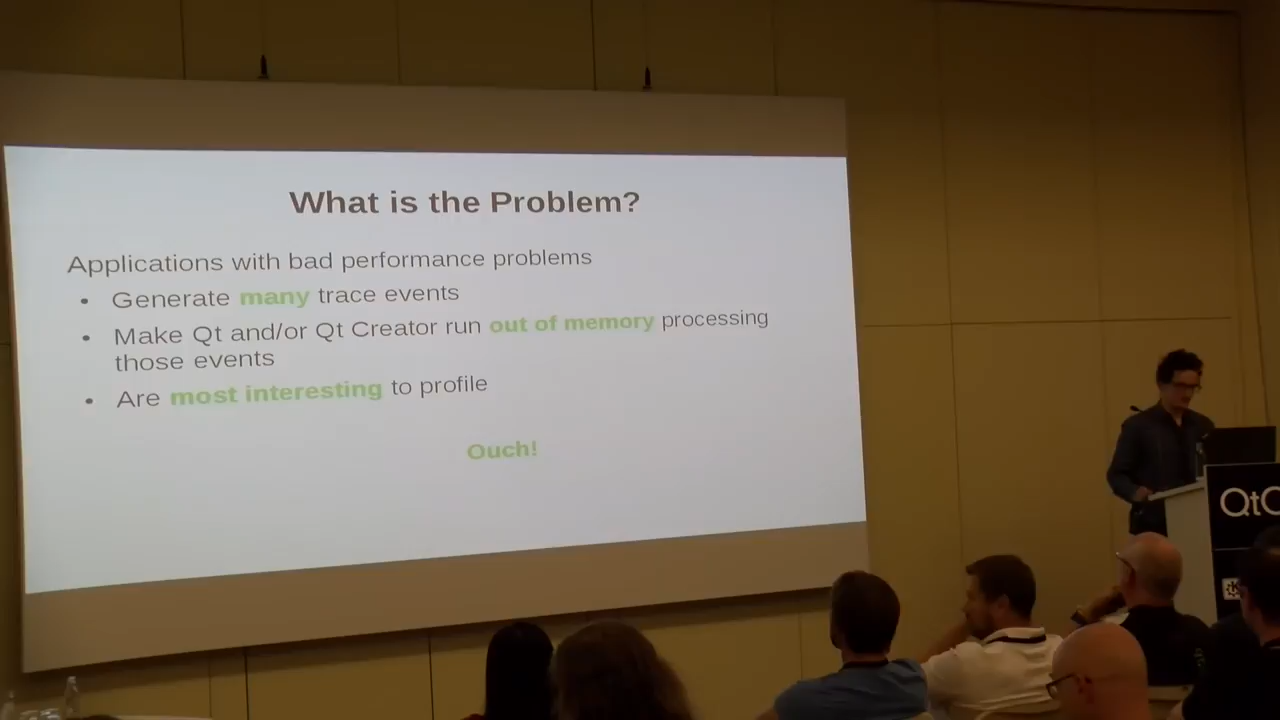 What is the Problem?
Applications with bad performance problems
• Generate many trace events
• Make Qt and/or Qt Creator run out of memory processing
those events
• Are most interesting to profile
Ouch!
QtC